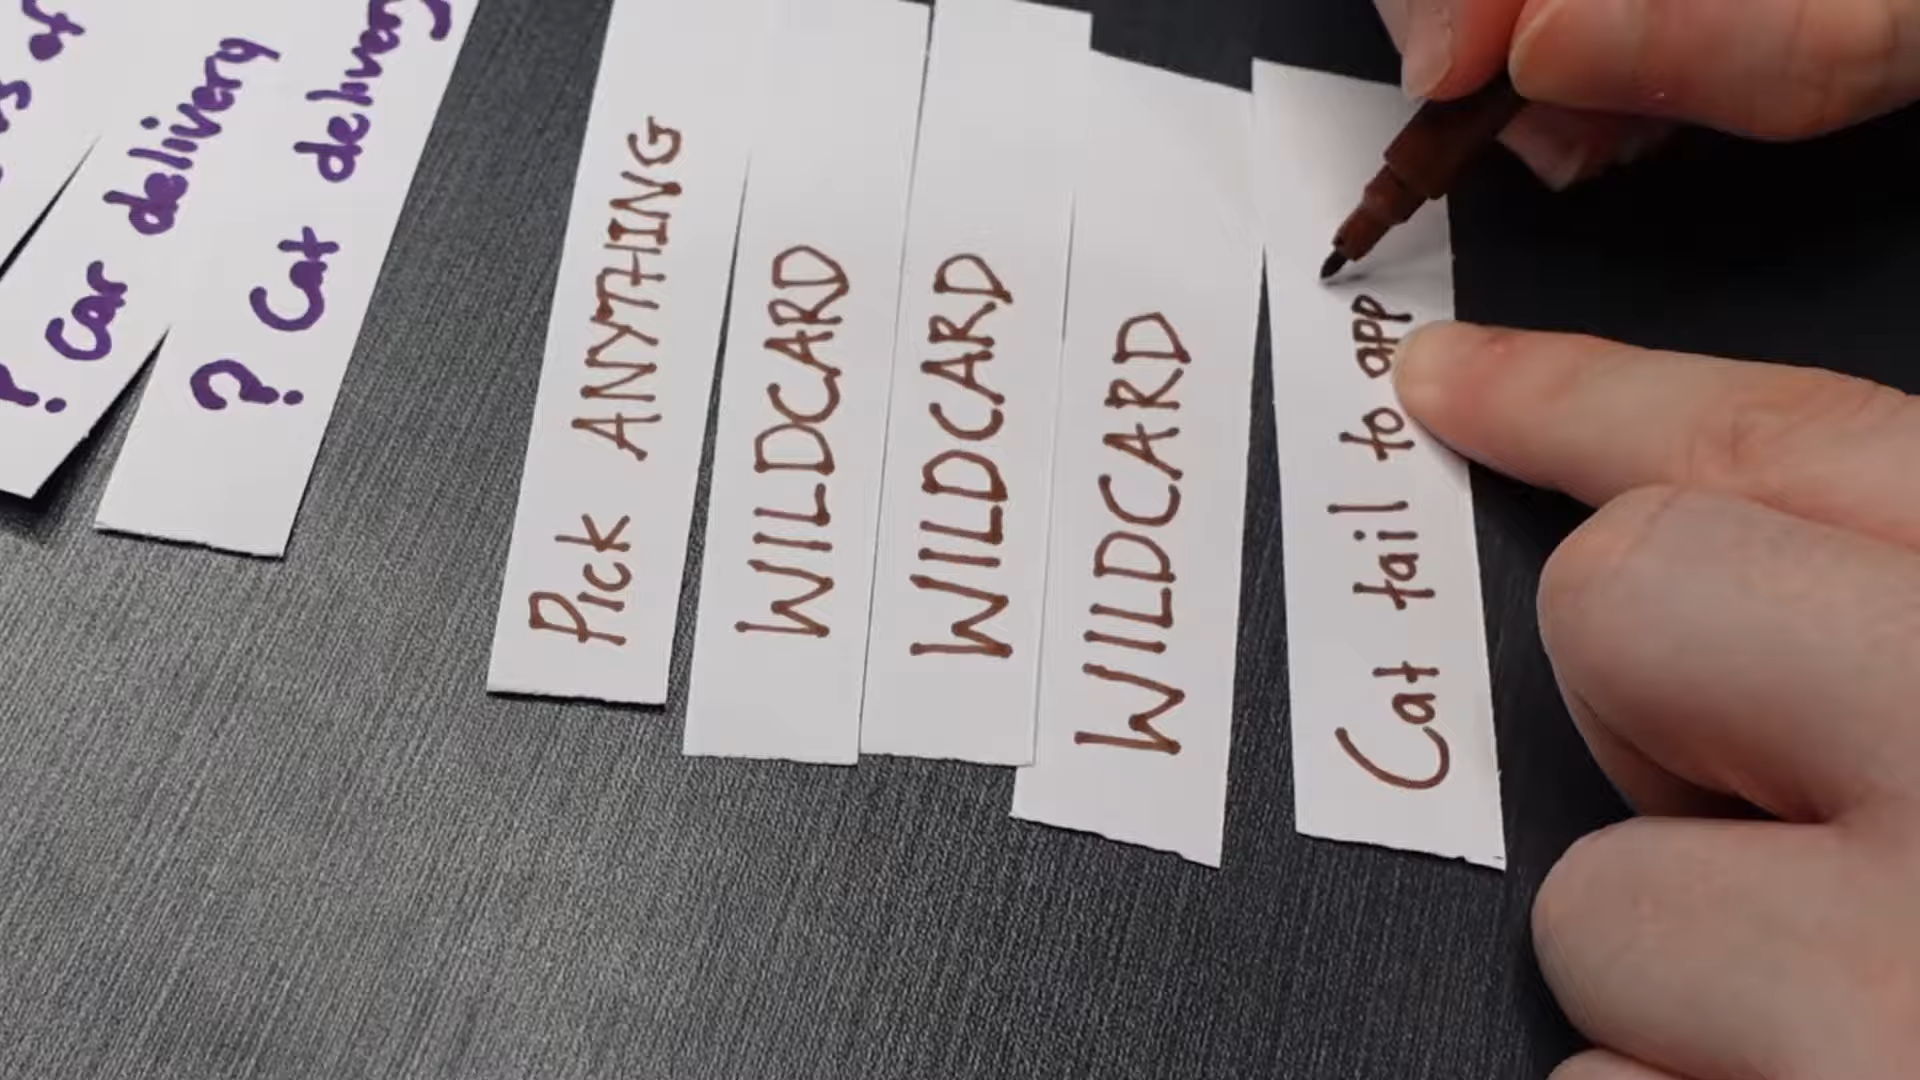 ? Car delivery
? Cat delivery
Pick ANYTHING
WILDCARD
WILDCARD
WILDCARD
Cat tail to app